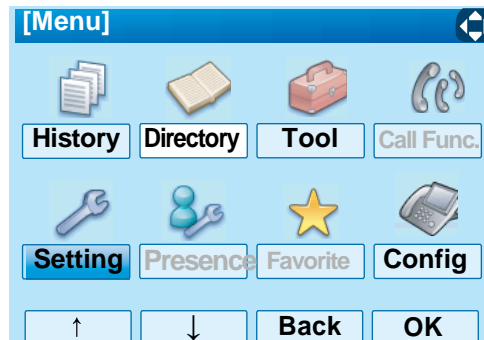 [Menu]
History Directory Tool Call Func.
Setting Presence Favorite Config
↑ ↓ Back OK